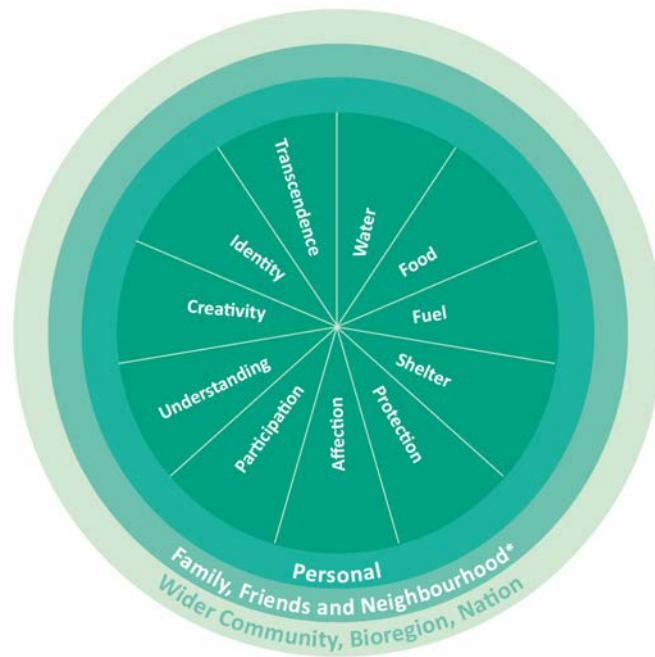 Transcendence
Water
Food
Fuel
Shelter
Protection
Affection
Participation
Understanding
Creativity
Identity
Personal
Family, Friends and Neighbourhood*
Wider Community, Bioregion, Nation